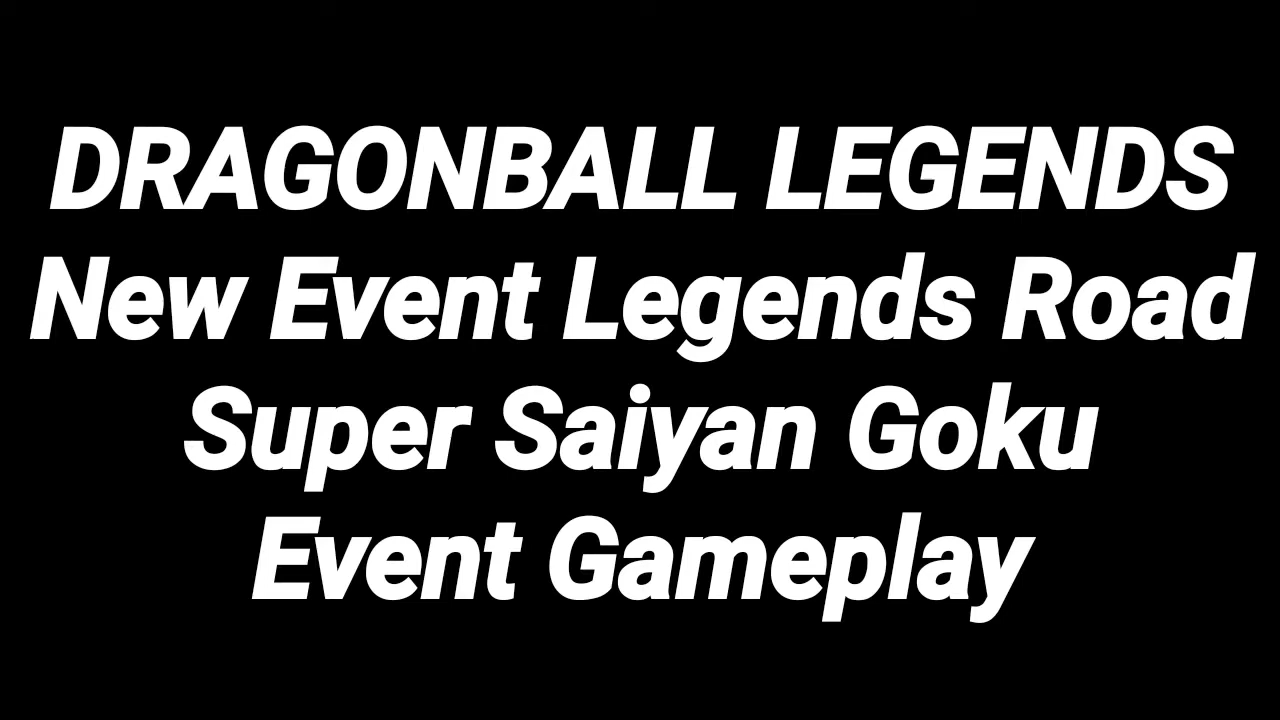 DRAGONBALL LEGENDS
New Event Legends Road
Super Saiyan Goku
Event Gameplay